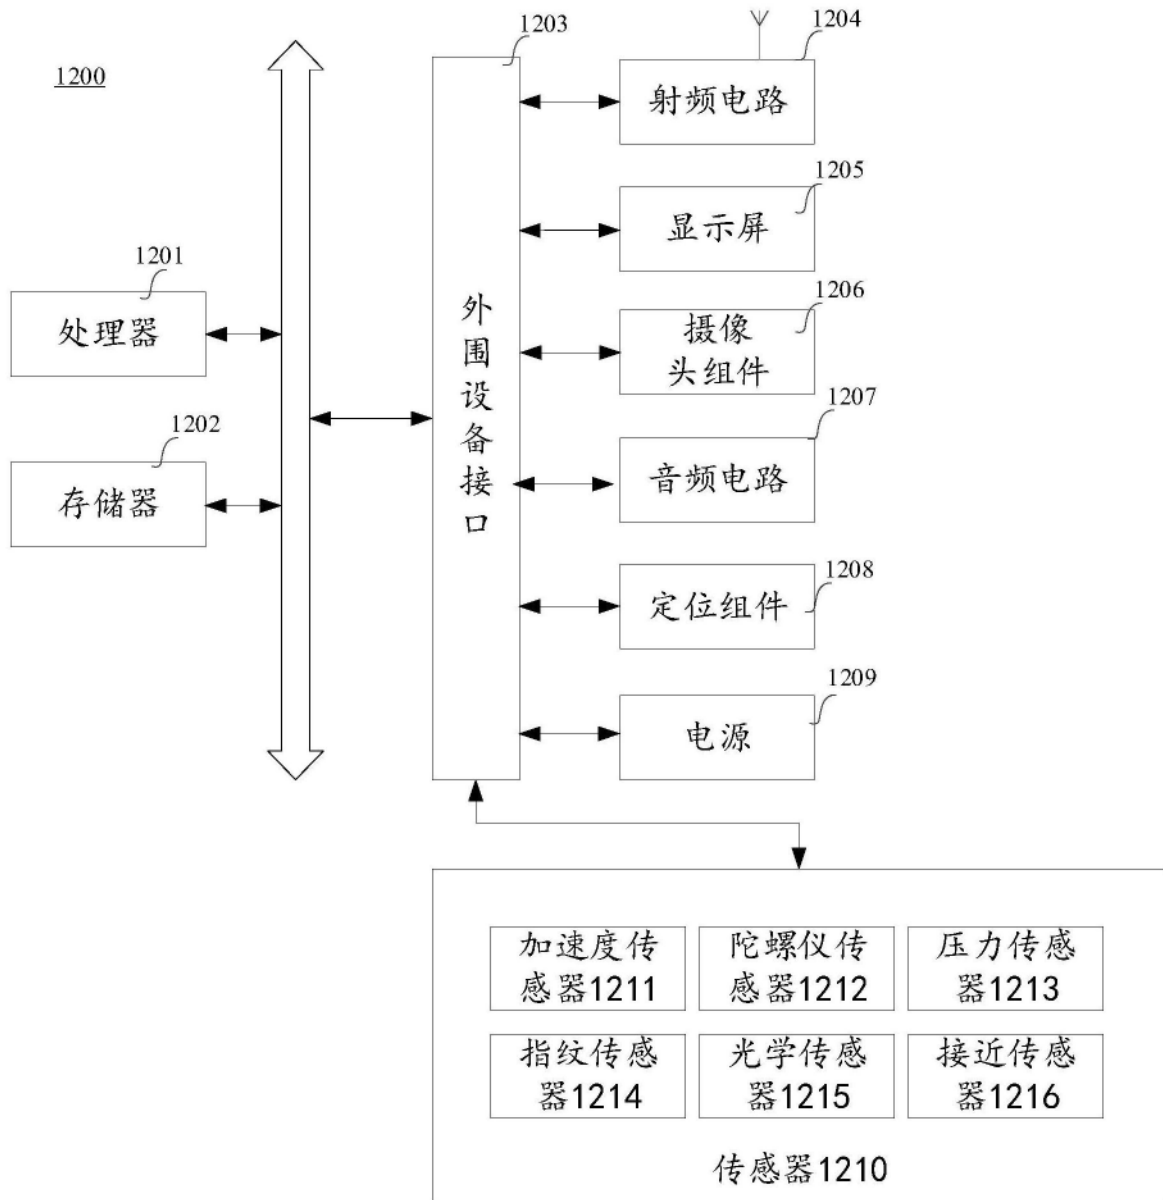 1200
1203
1204
射频电路
1205
显示屏
1201
处理器
1206
摄像
头组件
外
围
设
备
接
口
1202
存储器
1207
音频电路
1208
定位组件
1209
电源
加速度传
感器1211
陀螺仪传
感器1212
压力传感
器1213
指纹传感
器1214
光学传感
器1215
接近传感
器1216
传感器1210